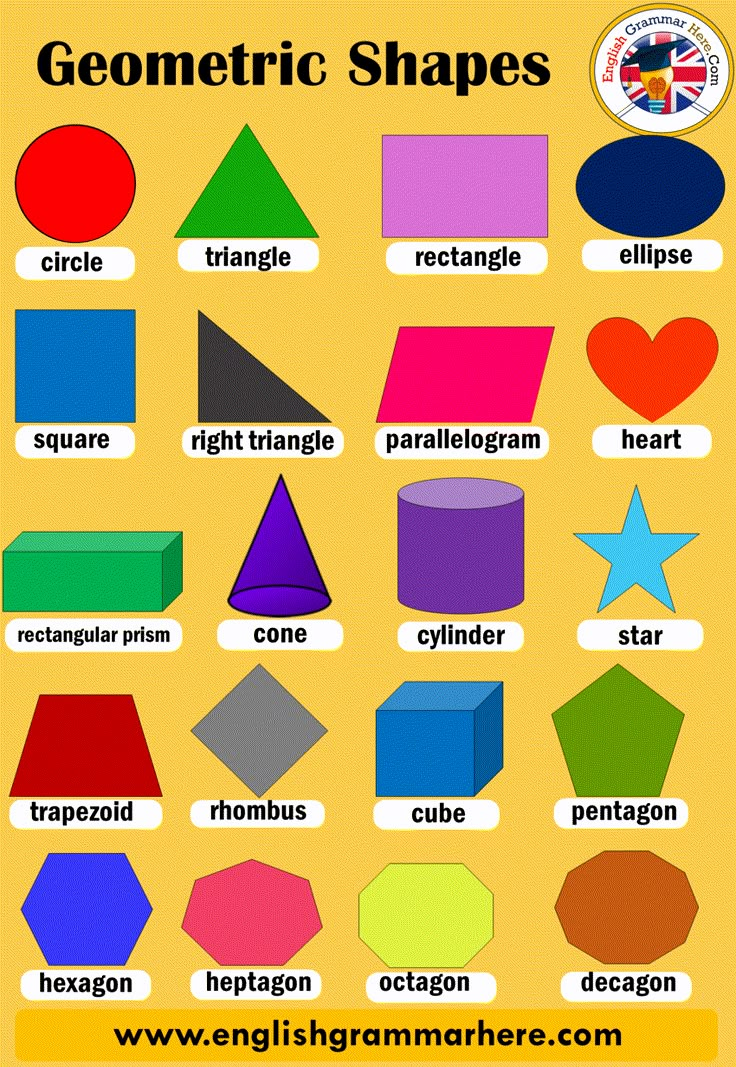 Geometric Shapes
English Grammar Here.Com
circle
triangle
rectangle
ellipse
square
right triangle
parallelogram
heart
rectangular prism
cone
cylinder
star
trapezoid
rhombus
cube
pentagon
hexagon
heptagon
octagon
decagon
www.englishgrammarhere.com